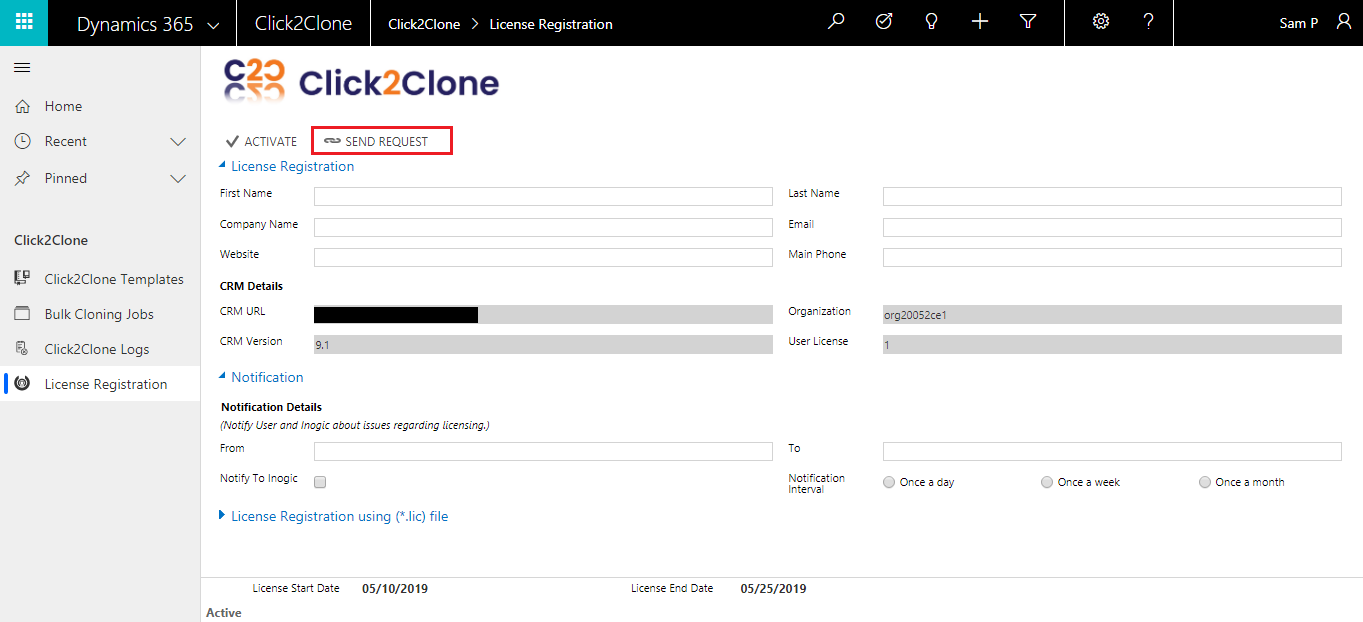 Dynamics 365
Click2Clone
Click2Clone > License Registration
?
Sam P
Home
Recent
Pinned
Click2Clone
Click2Clone Templates
Bulk Cloning Jobs
Click2Clone Logs
License Registration
C2C Click2Clone
ACTIVATE SEND REQUEST
License Registration
First Name Last Name
Company Name Email
Website Main Phone
CRM Details
CRM URL Organization org20052ce1
CRM Version 9.1 User License 1
Notification
Notification Details
(Notify User and Inogic about issues regarding licensing.)
From To
Notify To Inogic Notification Interval Once a day Once a week Once a month
License Registration using (*.lic) file
License Start Date 05/10/2019 License End Date 05/25/2019
Active